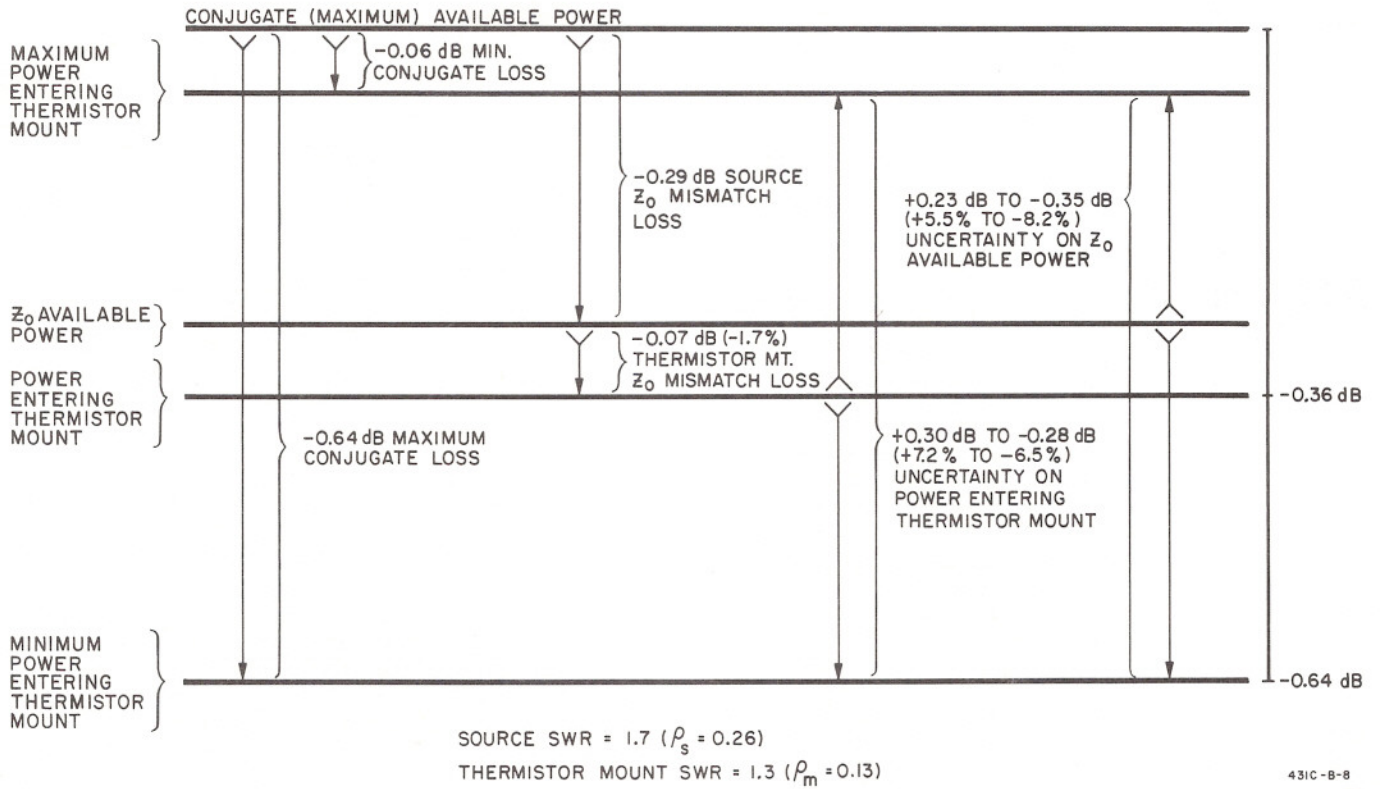 CONJUGATE (MAXIMUM) AVAILABLE POWER
MAXIMUM
POWER
ENTERING
THERMISTOR
MOUNT
-0.06 dB MIN.
CONJUGATE LOSS
-0.29 dB SOURCE
Z₀ MISMATCH
LOSS
+0.23 dB TO -0.35 dB
(+5.5% TO -8.2%)
UNCERTAINTY ON Z₀
AVAILABLE POWER
Z₀ AVAILABLE
POWER
-0.07 dB (-1.7%)
THERMISTOR MT.
Z₀ MISMATCH LOSS
POWER
ENTERING
THERMISTOR
MOUNT
-0.36 dB
-0.64 dB MAXIMUM
CONJUGATE LOSS
+0.30 dB TO -0.28 dB
(+7.2% TO -6.5%)
UNCERTAINTY ON
POWER ENTERING
THERMISTOR MOUNT
MINIMUM
POWER
ENTERING
THERMISTOR
MOUNT
-0.64 dB
SOURCE SWR = 1.7 (ρs = 0.26)
THERMISTOR MOUNT SWR = 1.3 (ρm = 0.13)
431C-B-8